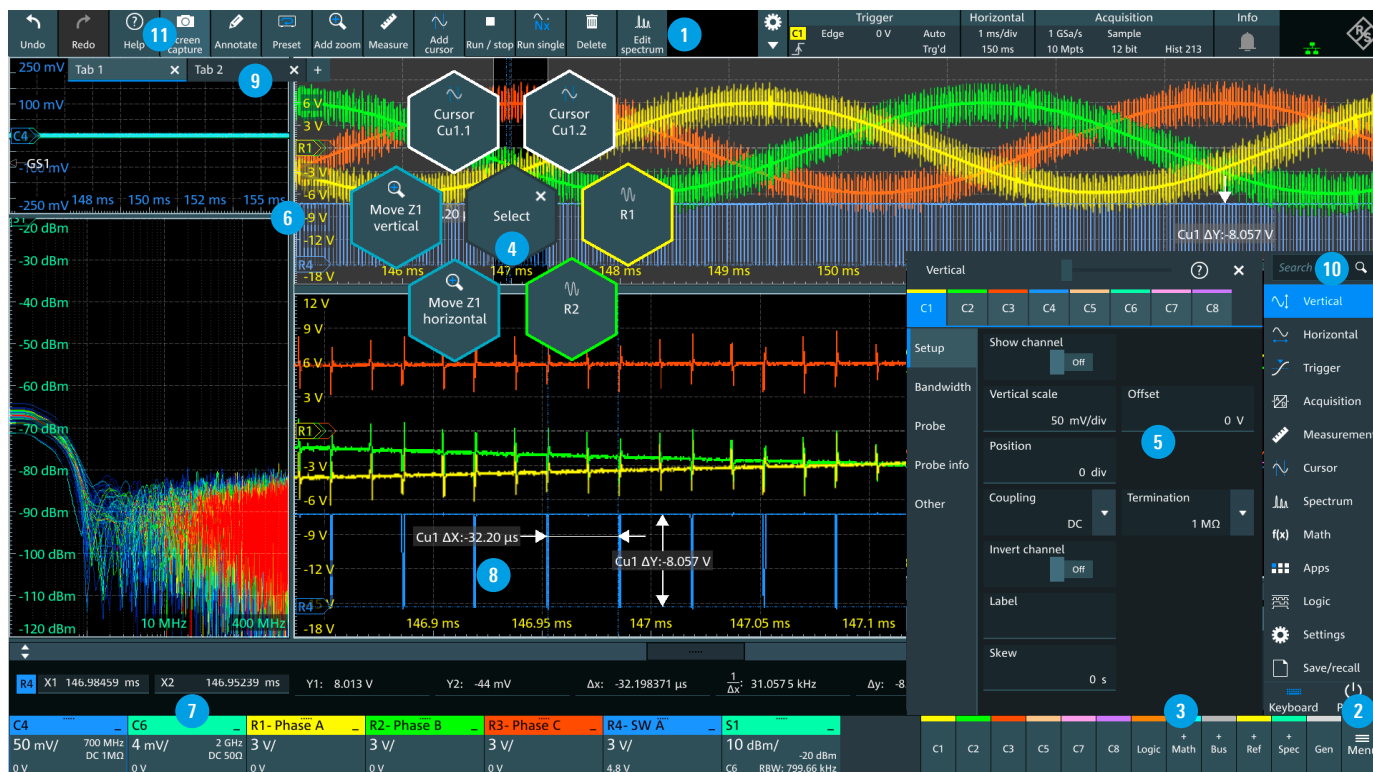 Undo
Redo
Help
11
Screen capture
Annotate
Preset
Add zoom
Measure
Add cursor
Run / stop
Nx
Run single
Delete
Edit spectrum
1
C1
Trigger
Edge
0 V
Auto
Trg'd
Horizontal
1 ms/div
150 ms
Acquisition
1 GSa/s
Sample
10 Mpts
12 bit
Hist 213
Info
R&S
250 mV
Tab 1
Tab 2
9
100 mV
C4
GS1
-100 mV
-250 mV
148 ms
150 ms
152 ms
155 ms
6 V
3 V
R1
-3 V
-6 V
6
-9 V
-12 V
R4
-18 V
Cursor Cu1.1
Cursor Cu1.2
Move Z1 vertical
Select
4
R1
Move Z1 horizontal
R2
146 ms
147 ms
148 ms
149 ms
150 ms
Cu1 ΔY:-8.057 V
S1
-20 dBm
-30 dBm
-40 dBm
-50 dBm
-60 dBm
-70 dBm
-80 dBm
-90 dBm
-100 dBm
-110 dBm
-120 dBm
10 MHz
400 MHz
12 V
9 V
6 V
3 V
R1
-3 V
-6 V
-9 V
-12 V
R4
-15 V
-18 V
Cu1 ΔX:-32.20 µs
Cu1 ΔY:-8.057 V
8
146.9 ms
146.95 ms
147 ms
147.05 ms
147.1 ms
Vertical
C1
C2
C3
C4
C5
C6
C7
C8
Setup
Bandwidth
Probe
Probe info
Other
Show channel
Off
Vertical scale
50 mV/div
Offset
0 V
5
Position
0 div
Coupling
DC
Termination
1 MΩ
Invert channel
Off
Label
Skew
0 s
Search
10
Vertical
Horizontal
Trigger
Acquisition
Measurement
Cursor
Spectrum
f(x) Math
Apps
Logic
Settings
Save/recall
Keyboard
R4
X1 146.98459 ms
X2 146.95239 ms
Y1: 8.013 V
Y2: -44 mV
Δx: -32.198371 µs
1/Δx: 31.0575 kHz
Δy: -8.
7
C4
50 mV/
700 MHz
DC 1MΩ
0 V
C6
4 mV/
2 GHz
DC 50Ω
0 V
R1- Phase A
3 V/
0 V
R2- Phase B
3 V/
0 V
R3- Phase C
3 V/
0 V
R4- SW A
3 V/
4.8 V
S1
10 dBm/
-20 dBm
C6 RBW: 799.66 kHz
C1
C2
C3
C5
C7
C8
Logic
3
+ Math
+ Bus
+ Ref
+ Spec
Gen
2
Menu